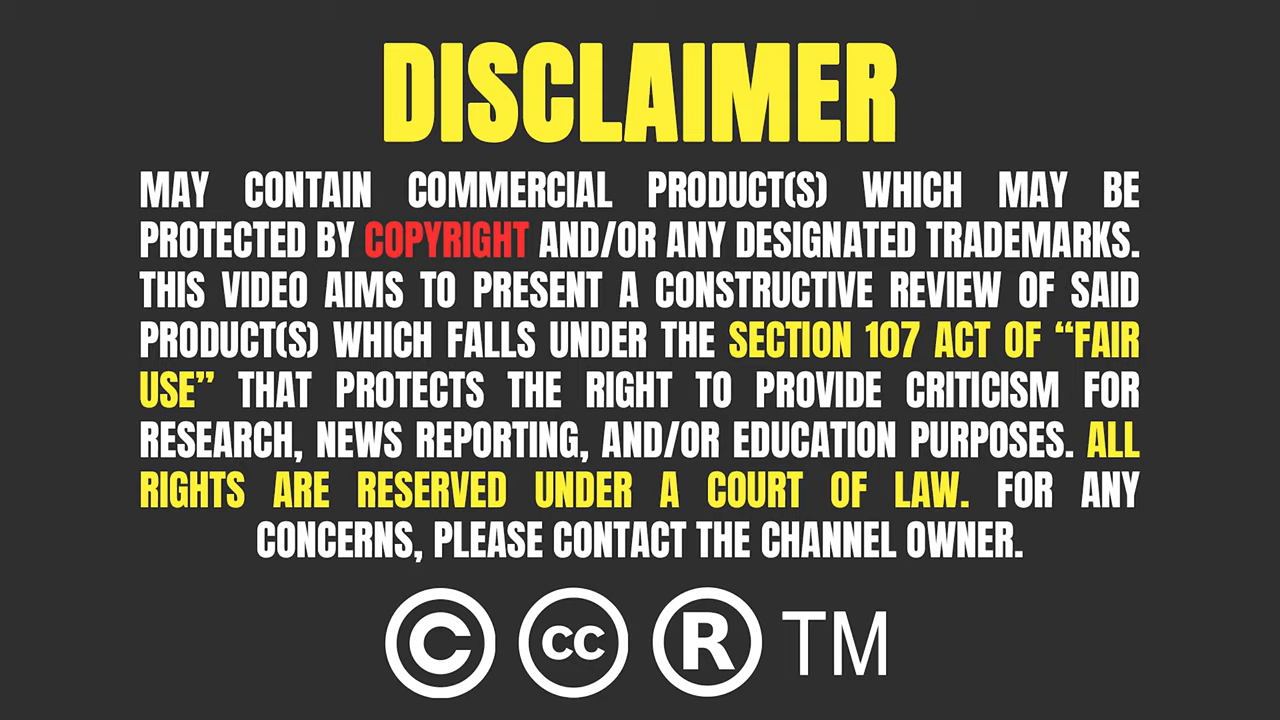 DISCLAIMER
MAY CONTAIN COMMERCIAL PRODUCT(S) WHICH MAY BE
PROTECTED BY COPYRIGHT AND/OR ANY DESIGNATED TRADEMARKS.
THIS VIDEO AIMS TO PRESENT A CONSTRUCTIVE REVIEW OF SAID
PRODUCT(S) WHICH FALLS UNDER THE SECTION 107 ACT OF “FAIR
USE” THAT PROTECTS THE RIGHT TO PROVIDE CRITICISM FOR
RESEARCH, NEWS REPORTING, AND/OR EDUCATION PURPOSES. ALL
RIGHTS ARE RESERVED UNDER A COURT OF LAW. FOR ANY
CONCERNS, PLEASE CONTACT THE CHANNEL OWNER.
C CC R TM